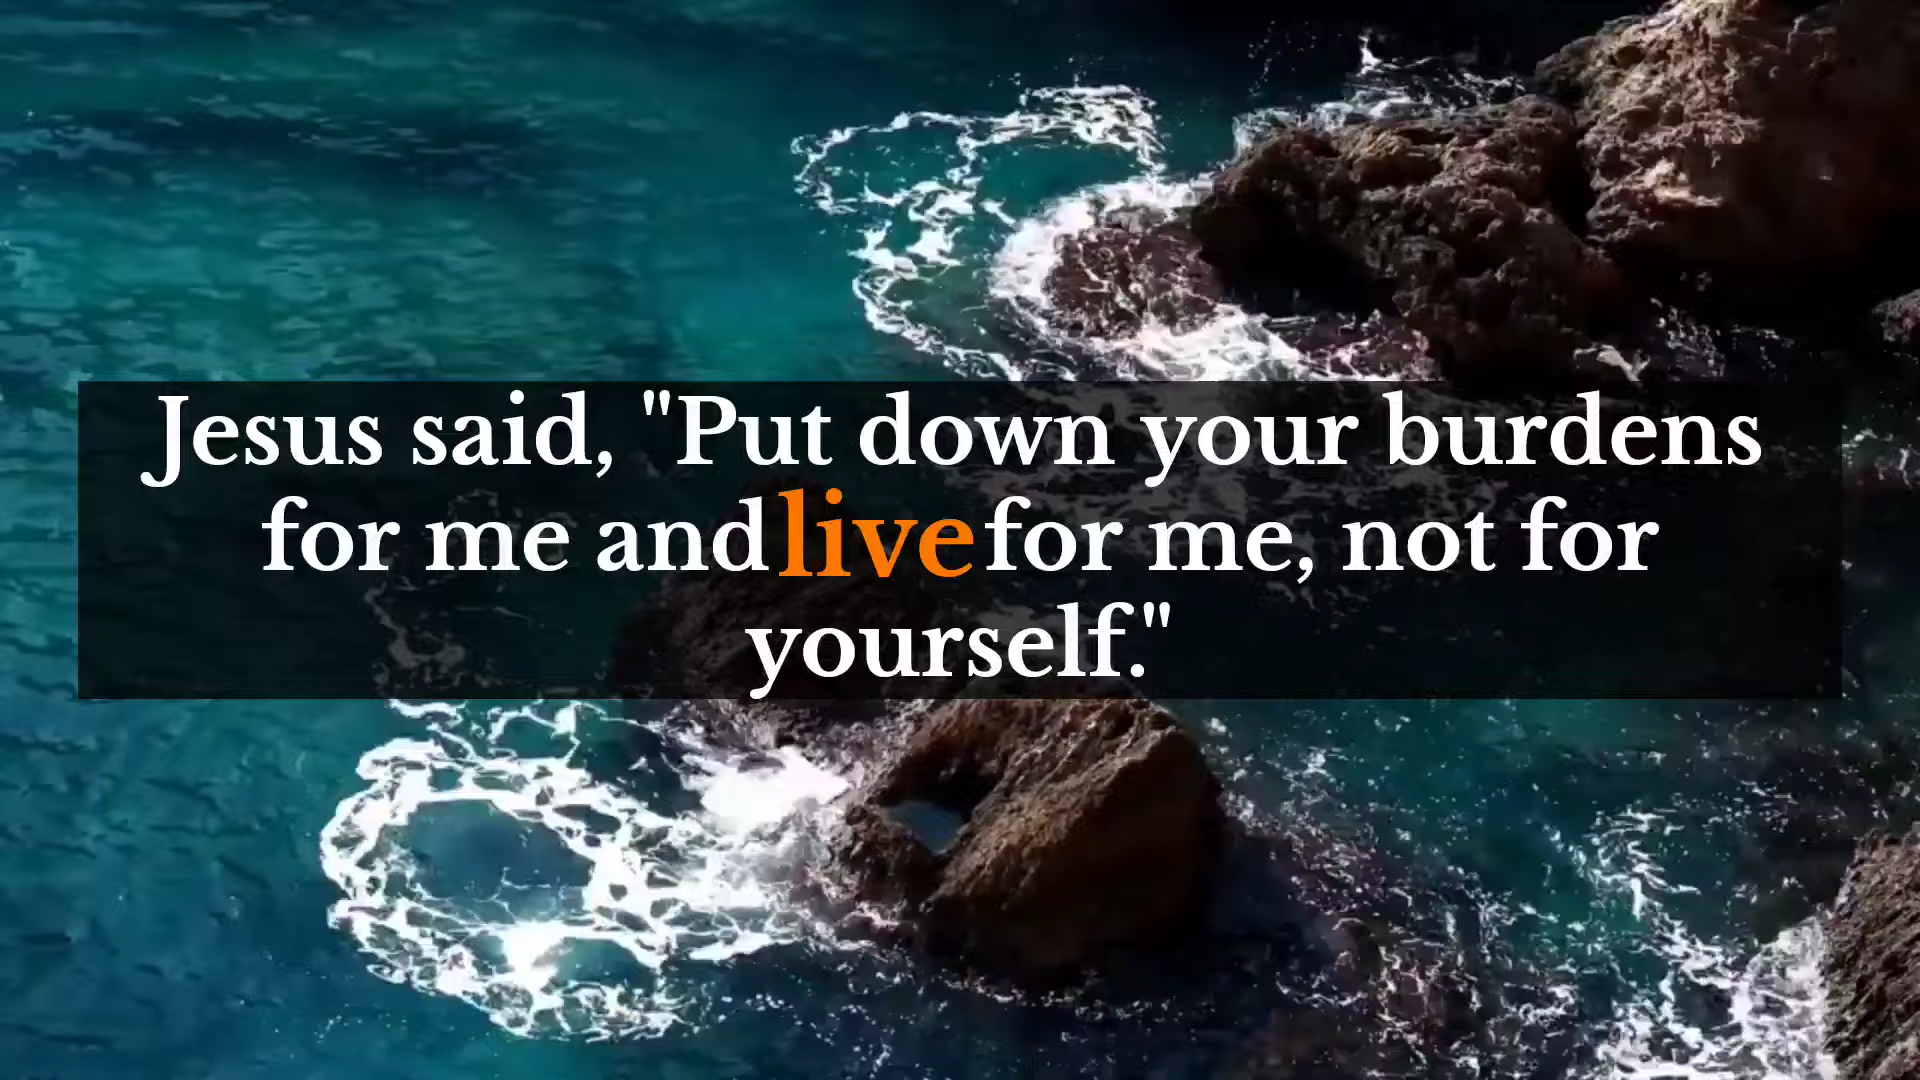 Jesus said, "Put down your burdens
for me and live for me, not for
yourself."